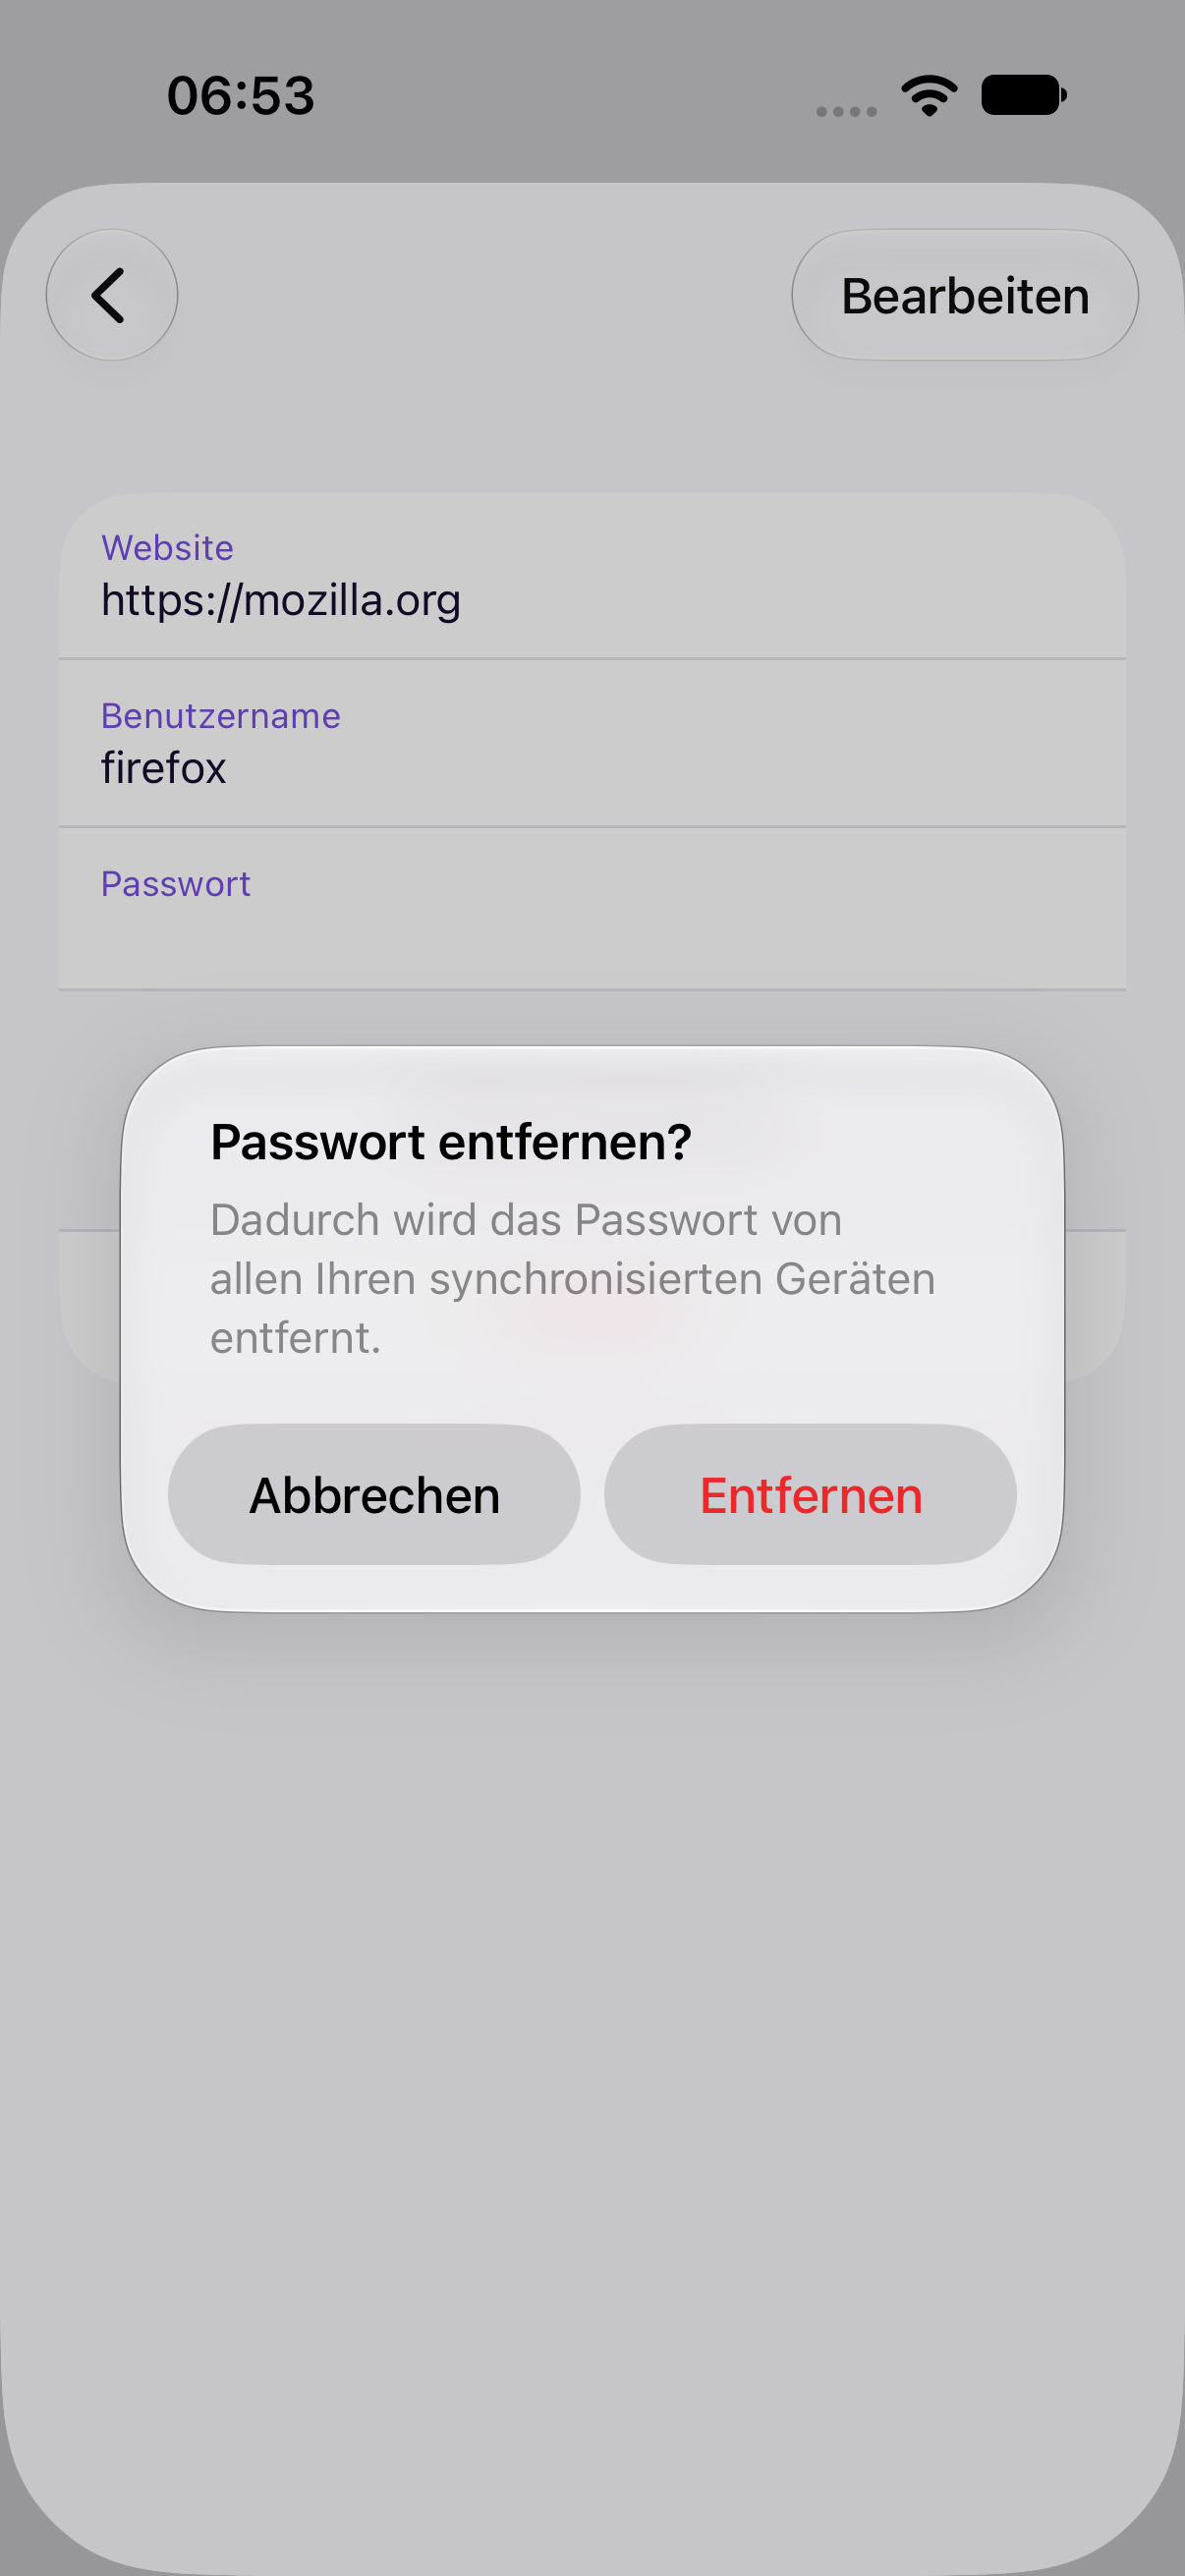 06:53
Bearbeiten
Website
https://mozilla.org
Benutzername
firefox
Passwort
Passwort entfernen?
Dadurch wird das Passwort von
allen Ihren synchronisierten Geräten
entfernt.
Abbrechen
Entfernen